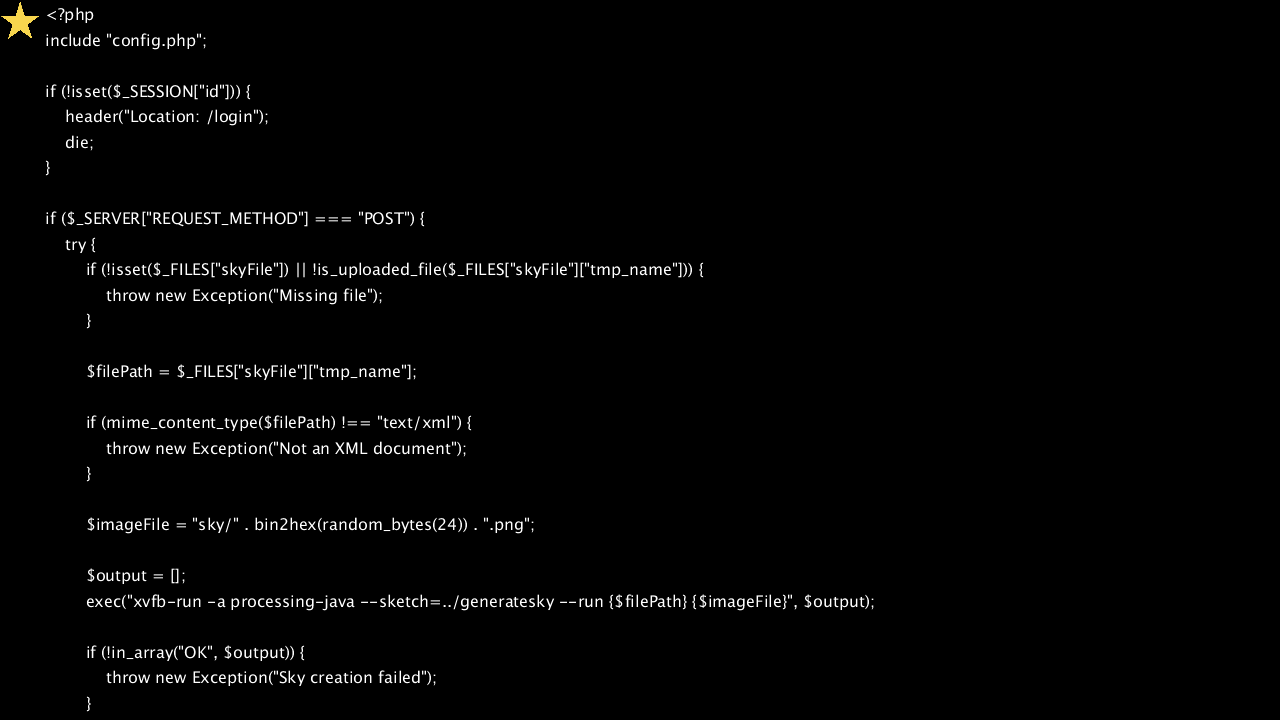 <?php
include "config.php";

if (!isset($_SESSION["id"])) {
    header("Location: /login");
    die;
}

if ($_SERVER["REQUEST_METHOD"] === "POST") {
    try {
        if (!isset($_FILES["skyFile"]) || !is_uploaded_file($_FILES["skyFile"]["tmp_name"])) {
            throw new Exception("Missing file");
        }

        $filePath = $_FILES["skyFile"]["tmp_name"];

        if (mime_content_type($filePath) !== "text/xml") {
            throw new Exception("Not an XML document");
        }

        $imageFile = "sky/" . bin2hex(random_bytes(24)) . ".png";

        $output = [];
        exec("xvfb-run -a processing-java --sketch=../generatesky --run {$filePath} {$imageFile}", $output);

        if (!in_array("OK", $output)) {
            throw new Exception("Sky creation failed");
        }